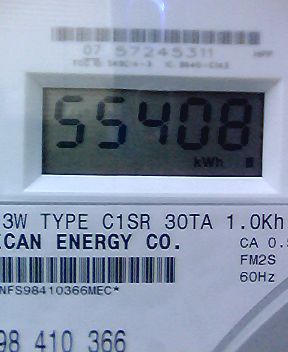 07 57245311
55408
kWh
3W TYPE C1SR 30TA 1.0Kh
ICAN ENERGY CO.
CA 0.5
FM2S
60Hz
NFS98410366MEC*
98 410 366